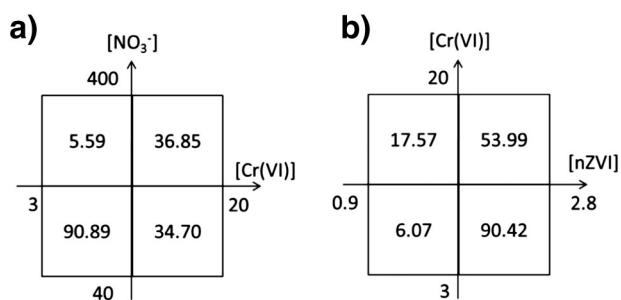 a)
[NO₃⁻]
400
5.59 36.85
[Cr(VI)]
3 20
90.89 34.70
40
b)
[Cr(VI)]
20
17.57 53.99
[nZVI]
0.9 2.8
6.07 90.42
3